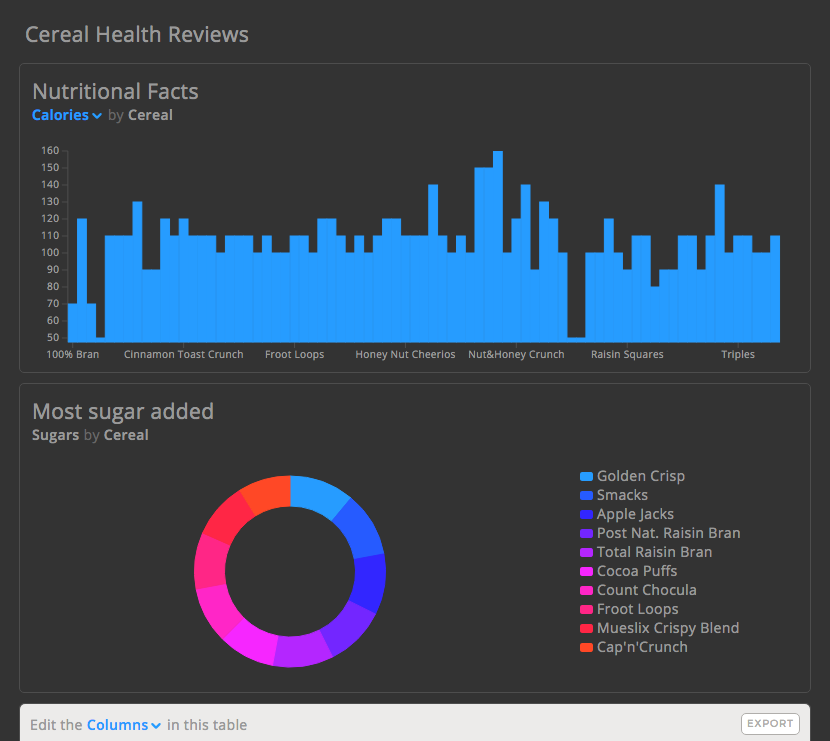 Cereal Health Reviews
Nutritional Facts
Calories by Cereal
160
150
140
130
120
110
100
90
80
70
60
50
100% Bran Cinnamon Toast Crunch Froot Loops Honey Nut Cheerios Nut&Honey Crunch Raisin Squares Triples
Most sugar added
Sugars by Cereal
Golden Crisp
Smacks
Apple Jacks
Post Nat. Raisin Bran
Total Raisin Bran
Cocoa Puffs
Count Chocula
Froot Loops
Mueslix Crispy Blend
Cap'n'Crunch
Edit the Columns in this table
EXPORT